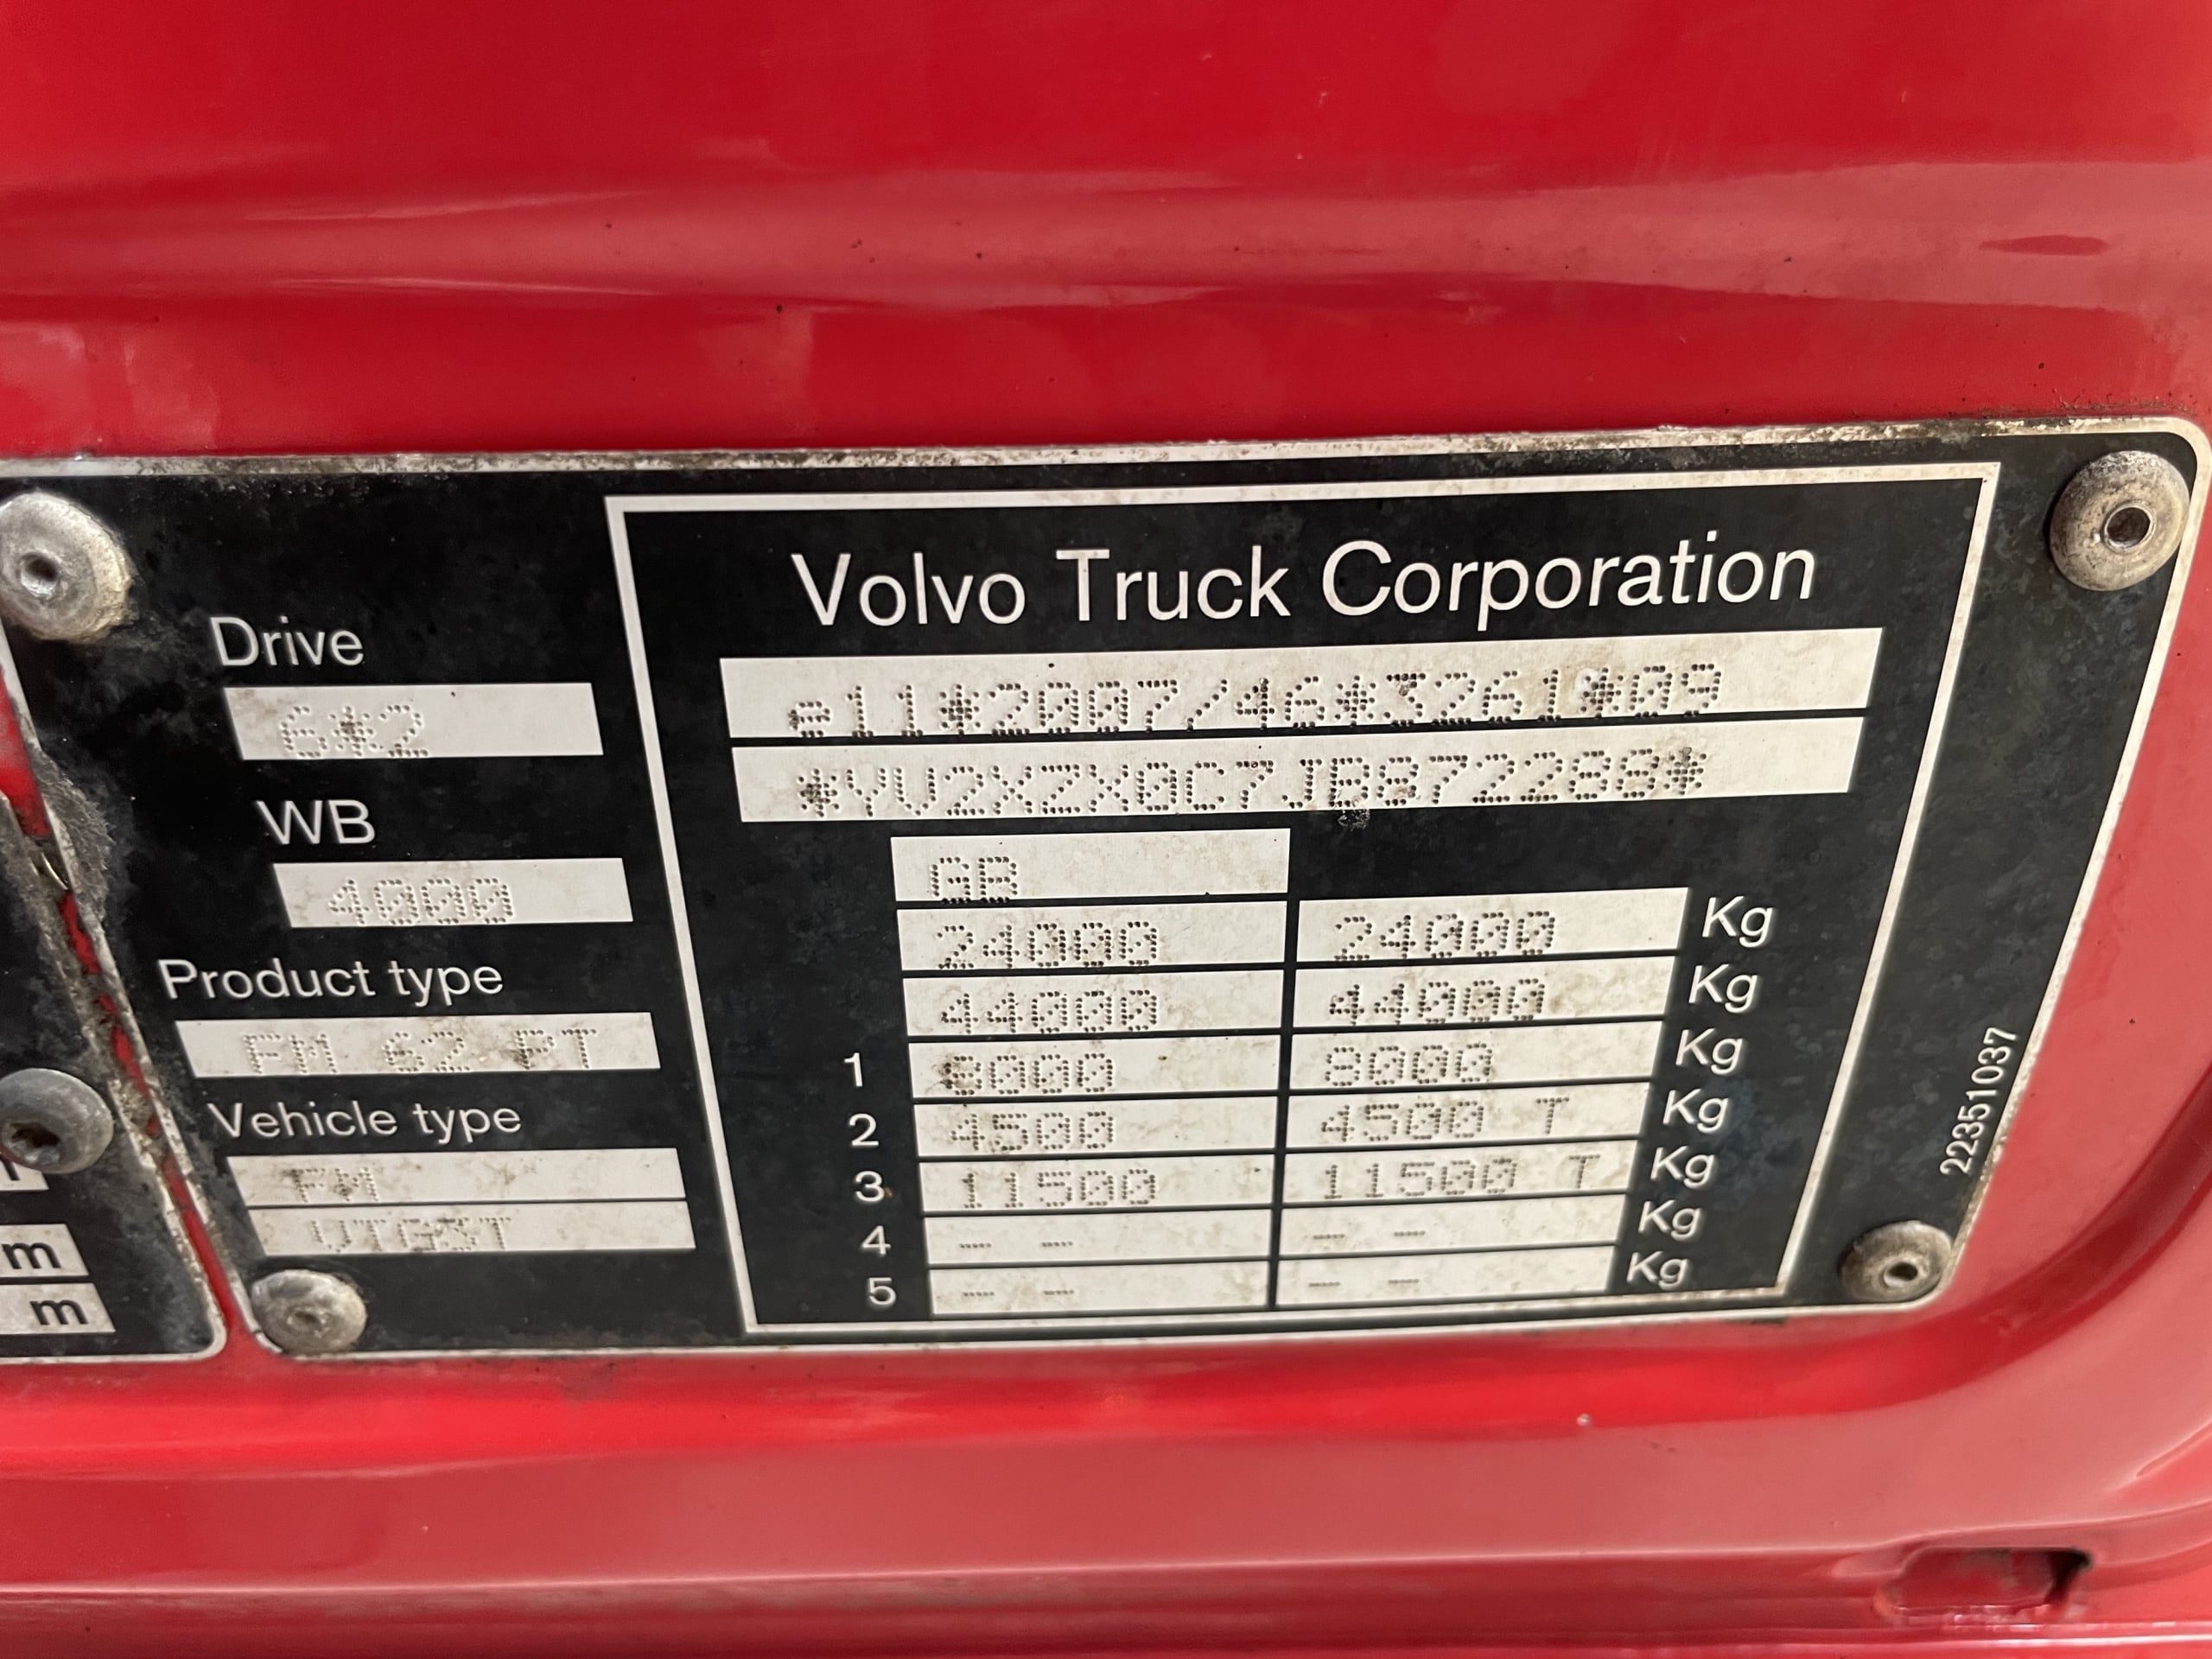 Volvo Truck Corporation
e11*2007/46*3261*09
*YV2XZX0C7JB872288*
GB
24000 24000 Kg
44000 44000 Kg
1 8000 8000 Kg
2 4500 4500 T Kg
3 11500 11500 T Kg
4 -- -- -- -- Kg
5 -- -- -- -- Kg
Drive
6*2
WB
4000
Product type
FM 62 PT
Vehicle type
FM
VTG3T
22351037
m
m